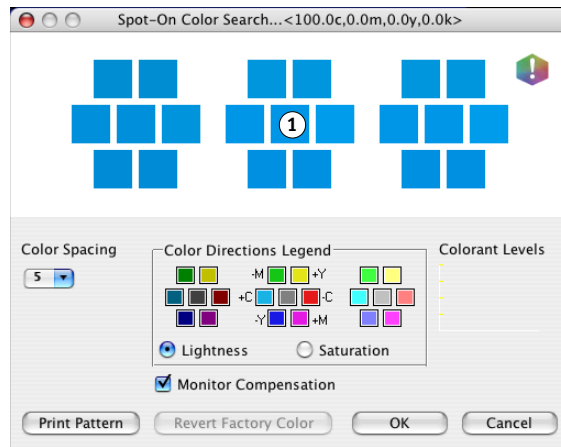 Spot-On Color Search...<100.0c,0.0m,0.0y,0.0k>
!
1
Color Spacing
5
Color Directions Legend
-M +Y
+C -C
-Y +M
Lightness
Saturation
Colorant Levels
Monitor Compensation
Print Pattern
Revert Factory Color
OK
Cancel